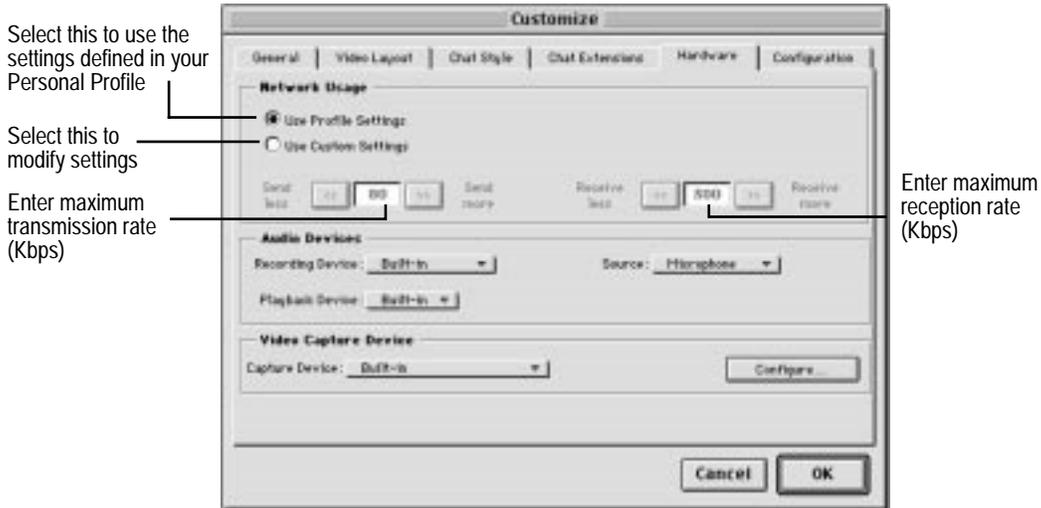 Customize
Select this to use the
settings defined in your
Personal Profile
General
Video Layout
Chat Style
Chat Extensions
Hardware
Configuration
Network Usage
Use Profile Settings
Select this to
modify settings
Use Custom Settings
Enter maximum
transmission rate
(Kbps)
Send
less
<<
80
>>
Send
more
Receive
less
<<
500
>>
Receive
more
Enter maximum
reception rate
(Kbps)
Audio Devices
Recording Device: Built-in
Source: Microphone
Playback Device: Built-in
Video Capture Device
Capture Device: Built-in
Configure...
Cancel
OK